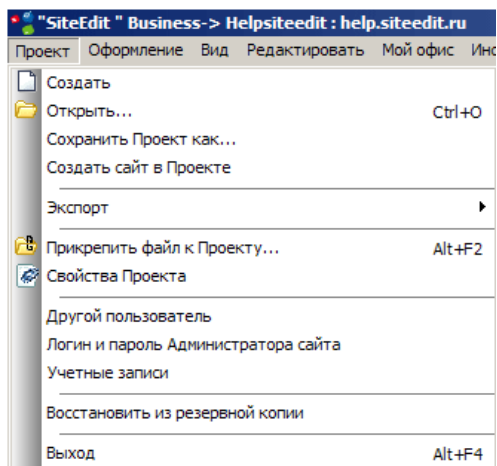 "SiteEdit " Business-> Helpsiteedit : help.siteedit.ru
Проект Оформление Вид Редактировать Мой офис
Создать
Открыть... Ctrl+O
Сохранить Проект как...
Создать сайт в Проекте
Экспорт
Прикрепить файл к Проекту... Alt+F2
Свойства Проекта
Другой пользователь
Логин и пароль Администратора сайта
Учетные записи
Восстановить из резервной копии
Выход Alt+F4